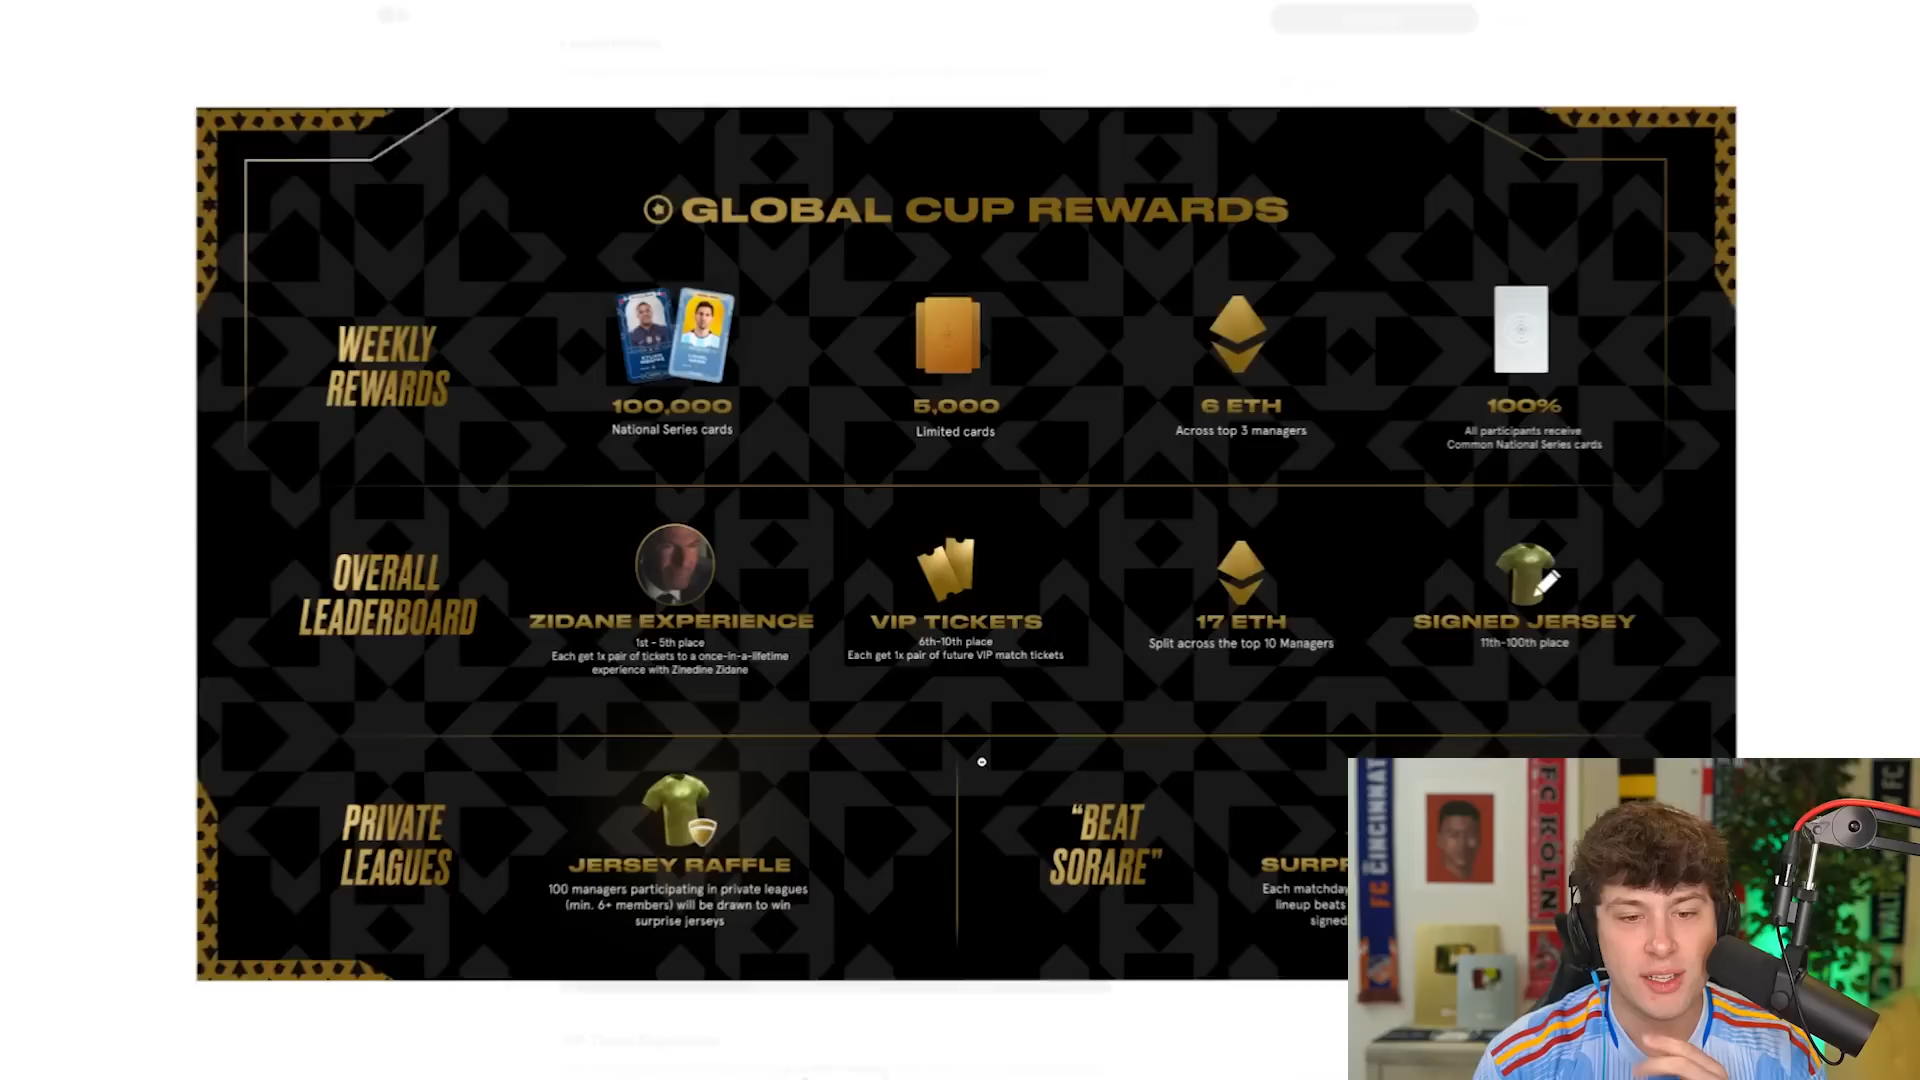 GLOBAL CUP REWARDS
WEEKLY
REWARDS
100,000
National Series cards
5,000
Limited cards
6 ETH
Across top 3 managers
100%
All participants receive
Common National Series cards
OVERALL
LEADERBOARD
ZIDANE EXPERIENCE
1st - 5th place
Each get 1x pair of tickets to a once-in-a-lifetime
experience with Zinedine Zidane
VIP TICKETS
6th-10th place
Each get 1x pair of future VIP match tickets
17 ETH
Split across the top 10 Managers
SIGNED JERSEY
11th-100th place
PRIVATE
LEAGUES
JERSEY RAFFLE
100 managers participating in private leagues
(min. 6+ members) will be drawn to win
surprise jerseys
"BEAT
SORARE"
SURPR
Each matchday
lineup beats
signed
FC CINCINNAT
FC KÖLN
FC